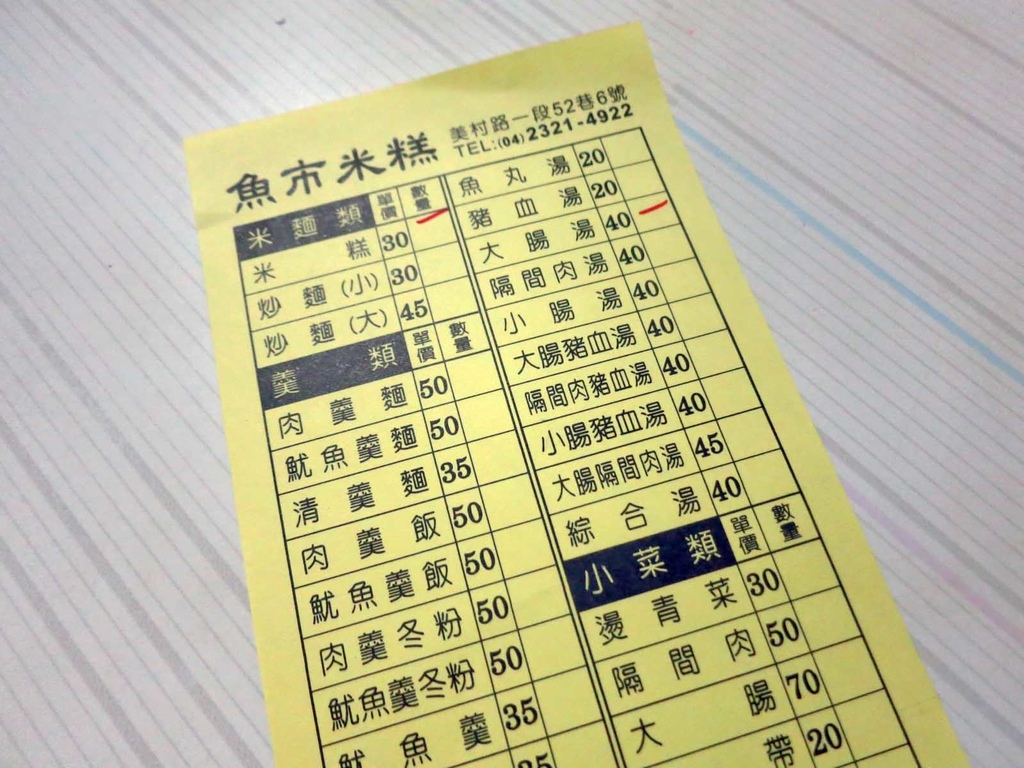 魚市米糕
美村路一段52巷6號
TEL:(04)2321-4922
米麵類 單價 數量
米糕 30
炒麵(小) 30
炒麵(大) 45
羹類 單價 數量
肉羹麵 50
魷魚羹麵 50
清羹麵 35
肉羹飯 50
魷魚羹飯 50
肉羹冬粉 50
魷魚羹冬粉 50
魷魚羹 35
35
魚丸湯 20
豬血湯 20
大腸湯 40
隔間肉湯 40
小腸湯 40
大腸豬血湯 40
隔間肉豬血湯 40
小腸豬血湯 40
大腸隔間肉湯 45
綜合湯 40
小菜類 單價 數量
燙青菜 30
隔間肉 50
大腸 70
帶 20